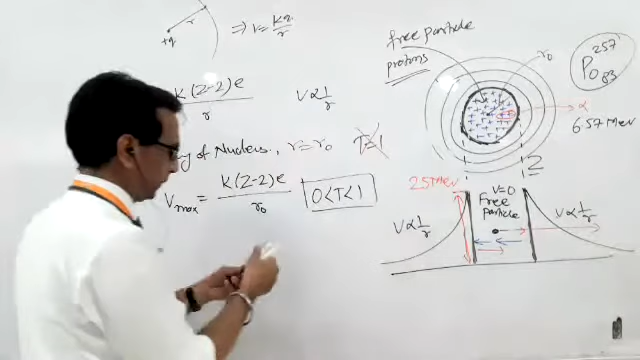 +q r ⇒ V = Kq/r
K(Z-2)e/r V ∝ 1/r
of Nucleus, r = r₀ T=1
Vmax = K(Z-2)e/r₀ 0<T<1
free particle
protons
r₀
Po 257 83
α
6.57 MeV
Z
25 MeV
V=0
Free
particle
V ∝ 1/r
V ∝ 1/r